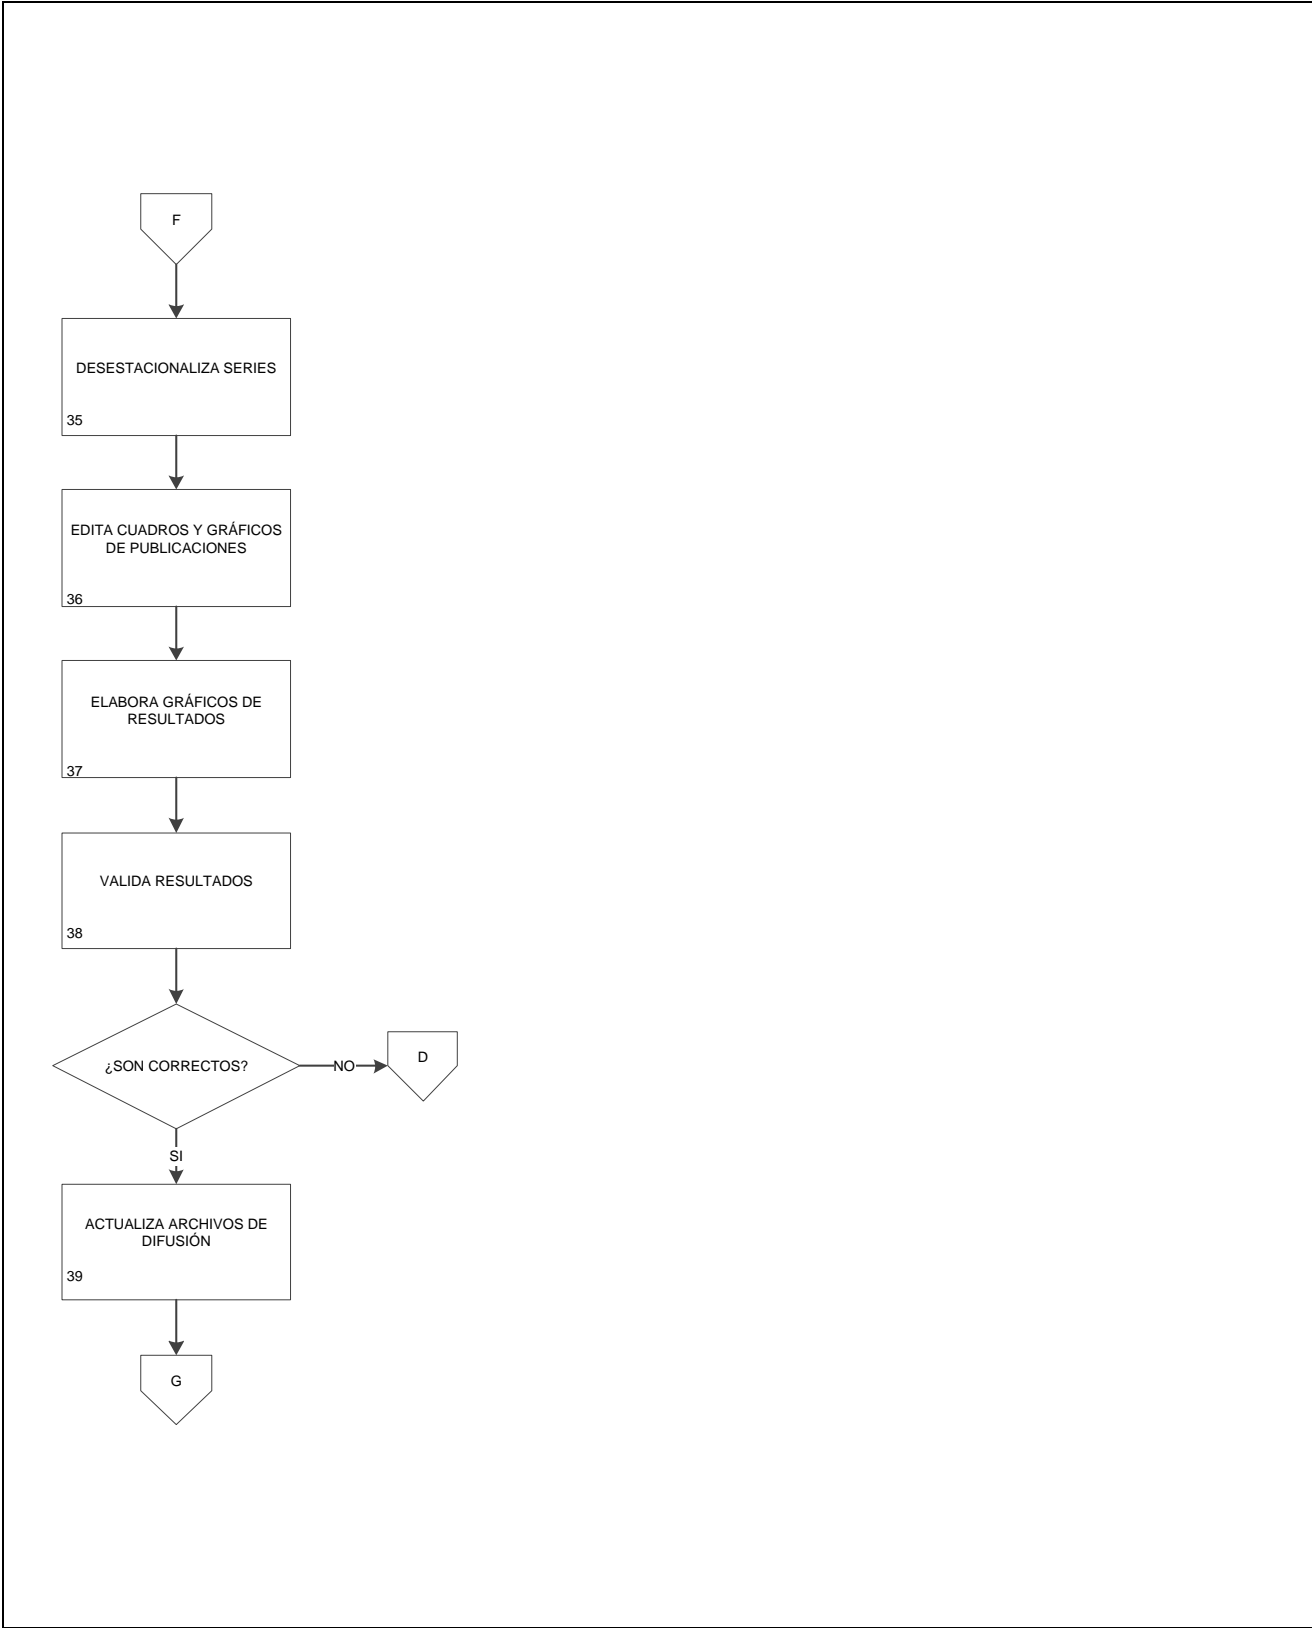 F
DESESTACIONALIZA SERIES
35
EDITA CUADROS Y GRÁFICOS
DE PUBLICACIONES
36
ELABORA GRÁFICOS DE
RESULTADOS
37
VALIDA RESULTADOS
38
¿SON CORRECTOS?
NO
D
SI
ACTUALIZA ARCHIVOS DE
DIFUSIÓN
39
G